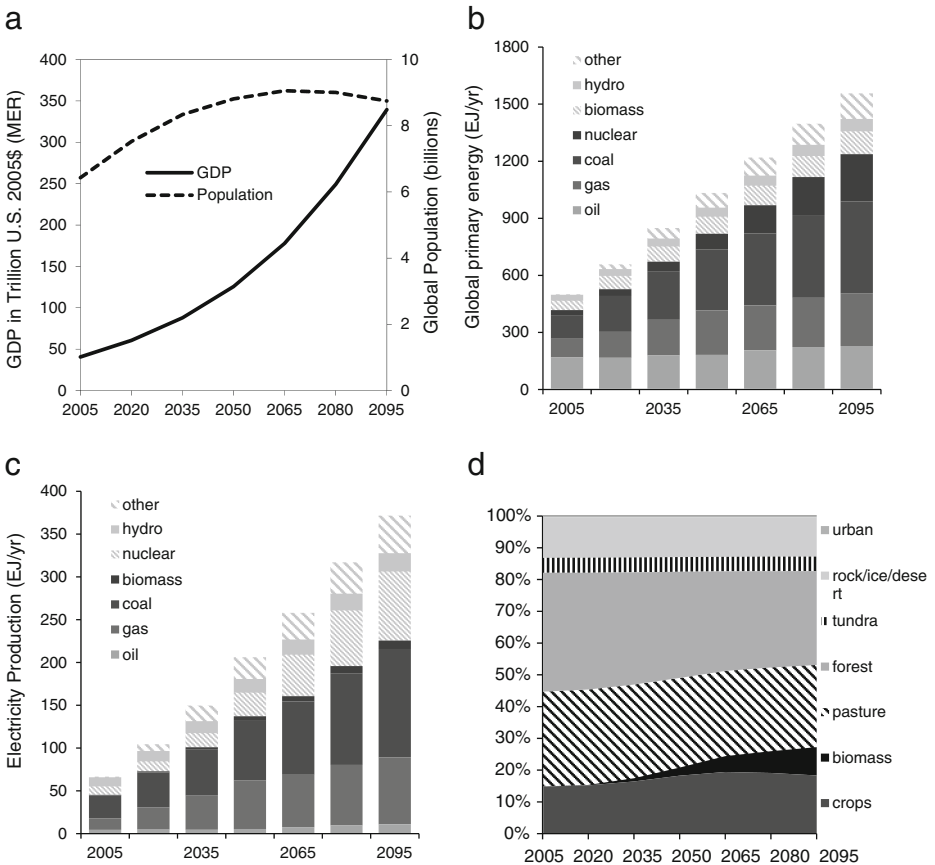 a
GDP in Trillion U.S. 2005$ (MER)
400
350
300
250
200
150
100
50
0
GDP
Population
10
8
6
4
2
0
Global Population (billions)
2005 2020 2035 2050 2065 2080 2095
b
Global primary energy (EJ/yr)
1800
1500
1200
900
600
300
0
other
hydro
biomass
nuclear
coal
gas
oil
2005 2035 2065 2095
c
Electricity Production (EJ/yr)
400
350
300
250
200
150
100
50
0
other
hydro
nuclear
biomass
coal
gas
oil
2005 2035 2065 2095
d
100%
90%
80%
70%
60%
50%
40%
30%
20%
10%
0%
urban
rock/ice/dese
rt
tundra
forest
pasture
biomass
crops
2005 2020 2035 2050 2065 2080 2095